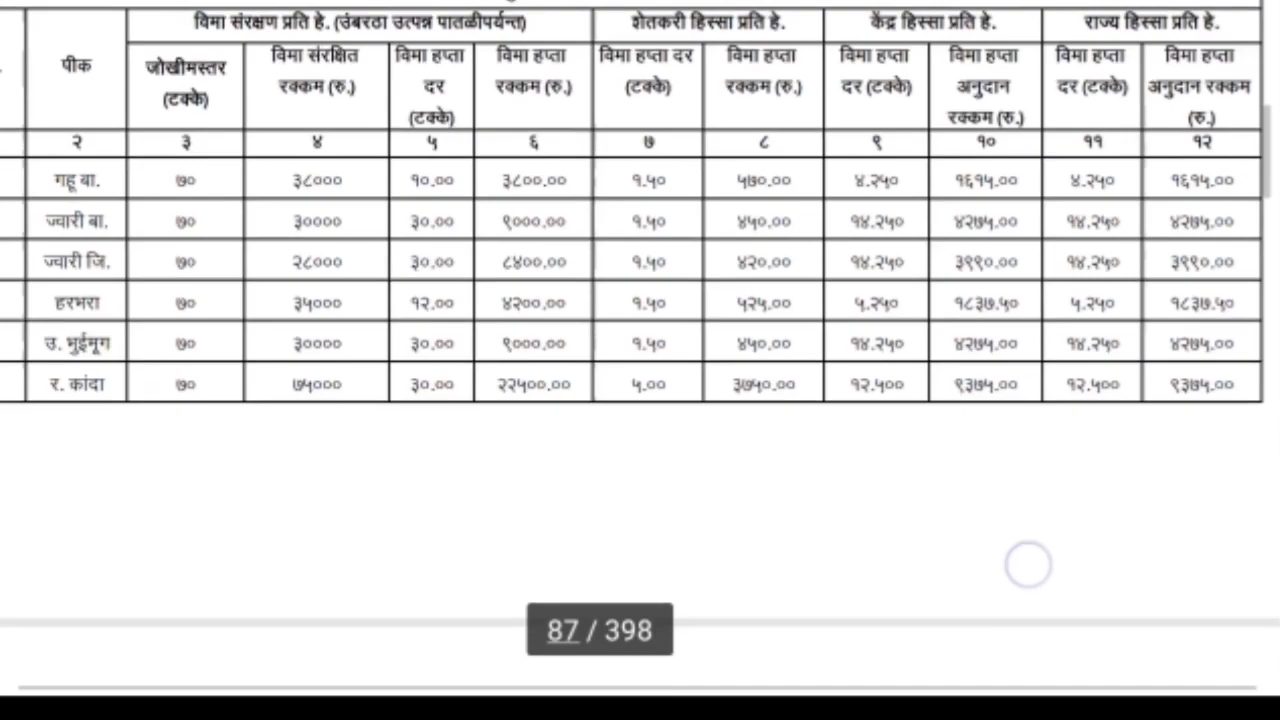 विमा संरक्षण प्रति हे. (उंबरठा उत्पन्न पातळीपर्यन्त) शेतकरी हिस्सा प्रति हे. केंद्र हिस्सा प्रति हे. राज्य हिस्सा प्रति हे.
पीक जोखीमस्तर (टक्के) विमा संरक्षित रक्कम (रु.) विमा हप्ता दर (टक्के) विमा हप्ता रक्कम (रु.) विमा हप्ता दर (टक्के) विमा हप्ता रक्कम (रु.) विमा हप्ता दर (टक्के) विमा हप्ता अनुदान रक्कम (रु.) विमा हप्ता दर (टक्के) विमा हप्ता अनुदान रक्कम (रु.)
२ ३ ४ ५ ६ ७ ८ ९ १० ११ १२
गहू बा. ७० ३८००० १०.०० ३८००.०० १.५० ५७०.०० ४.२५० १६१५.०० ४.२५० १६१५.००
ज्वारी बा. ७० ३०००० ३०.०० ९०००.०० १.५० ४५०.०० १४.२५० ४२७५.०० १४.२५० ४२७५.००
ज्वारी जि. ७० २८००० ३०.०० ८४००.०० १.५० ४२०.०० १४.२५० ३९९०.०० १४.२५० ३९९०.००
हरभरा ७० ३५००० १२.०० ४२००.०० १.५० ५२५.०० ५.२५० १८३७.५० ५.२५० १८३७.५०
उ. भुईमूग ७० ३०००० ३०.०० ९०००.०० १.५० ४५०.०० १४.२५० ४२७५.०० १४.२५० ४२७५.००
र. कांदा ७० ७५००० ३०.०० २२५००.०० ५.०० ३७५०.०० १२.५०० ९३७५.०० १२.५०० ९३७५.००
87 / 398